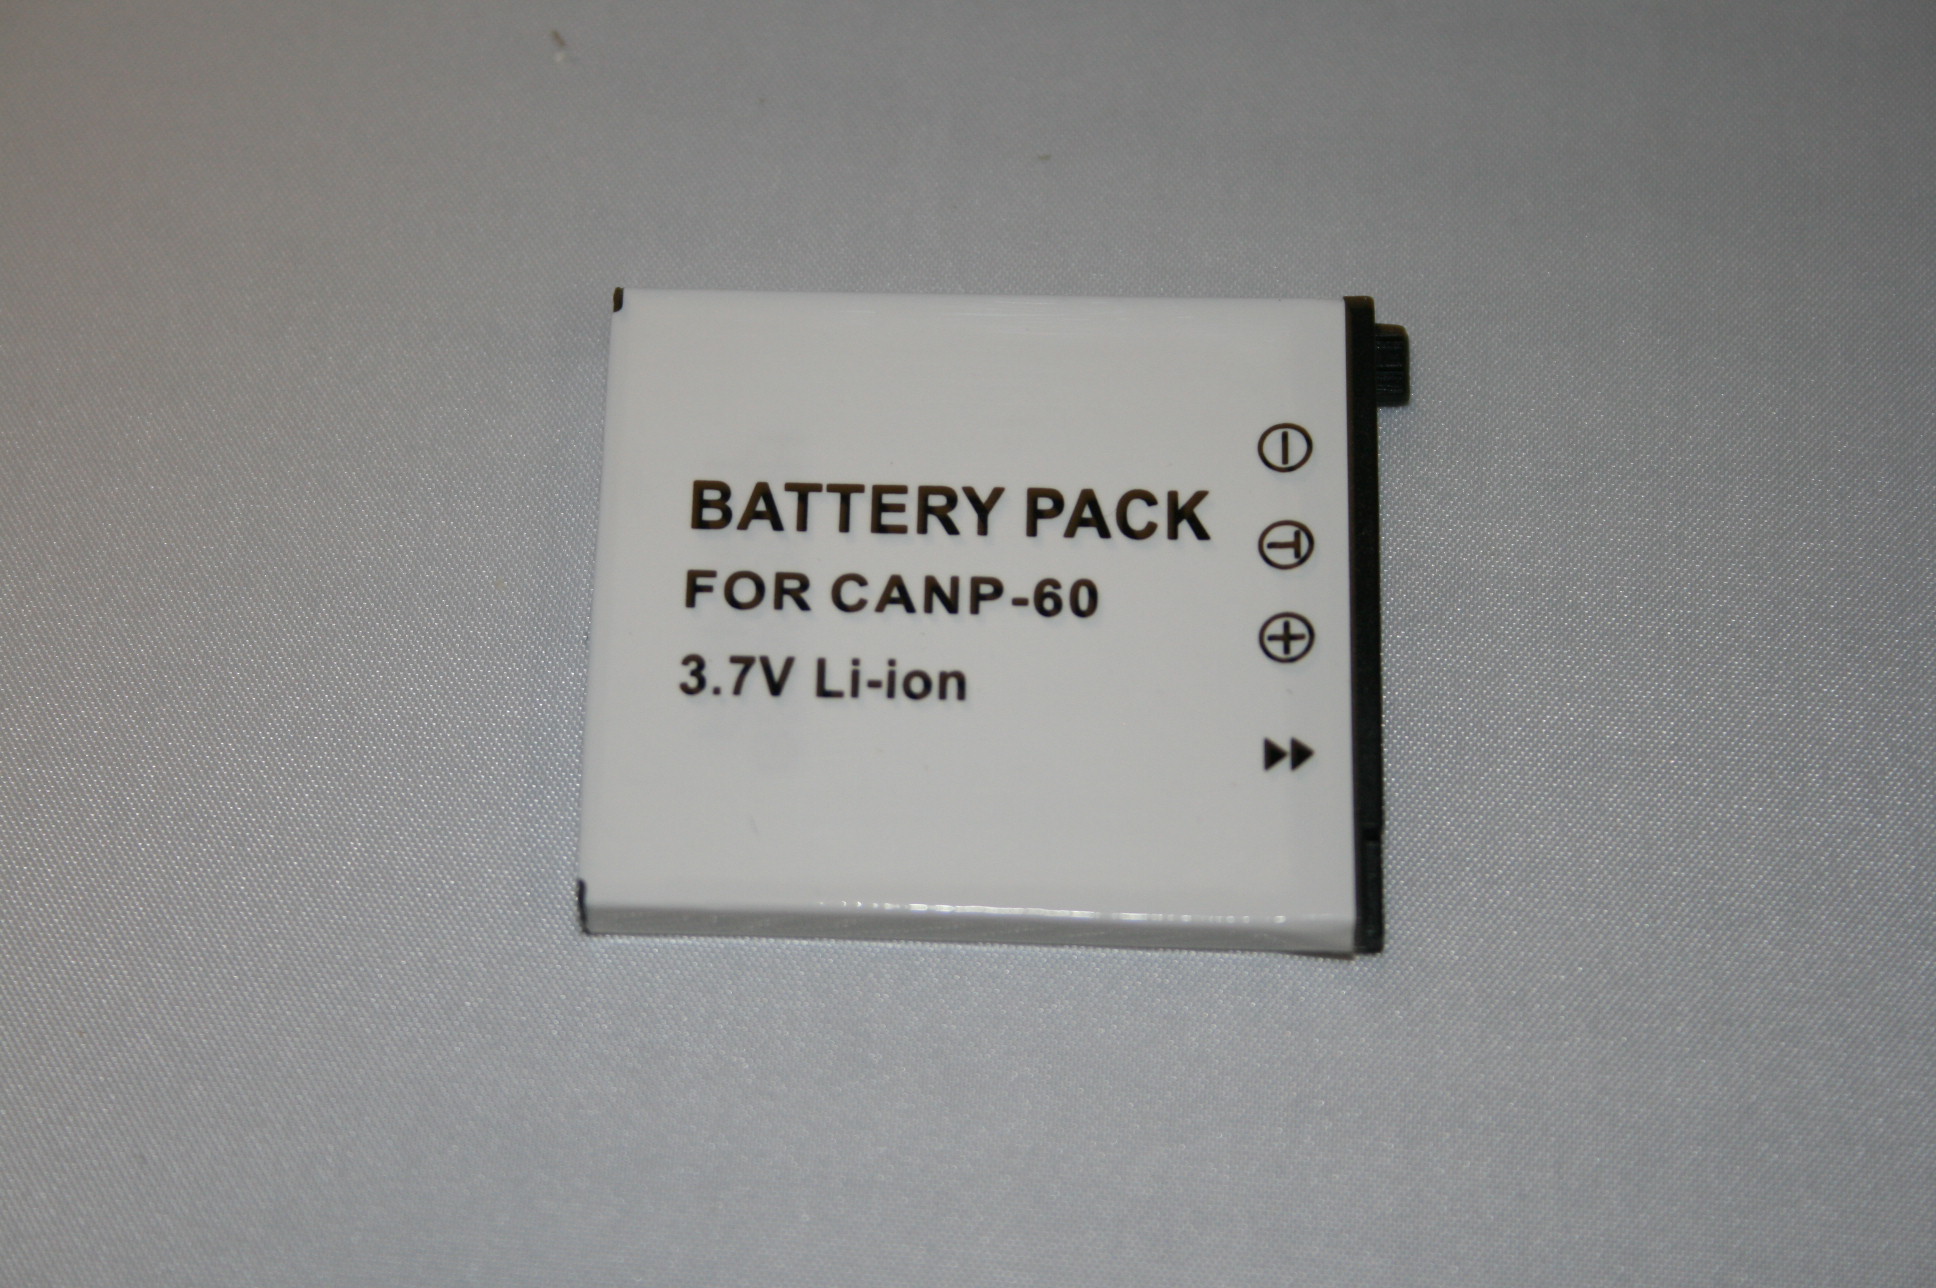 BATTERY PACK
FOR CANP-60
3.7V Li-ion
T